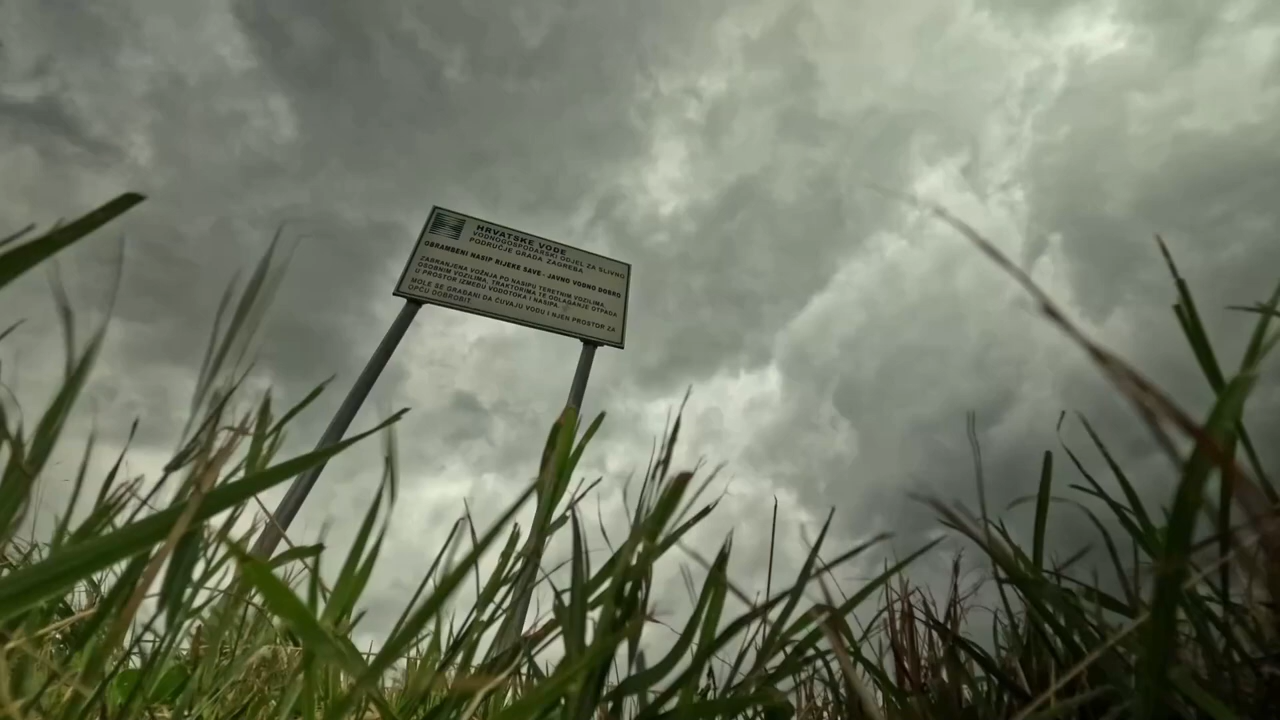 HRVATSKE VODE
VODNOGOSPODARSKI ODJEL ZA SLIVNO
PODRUČJE GRADA ZAGREBA
OBRAMBENI NASIP RIJEKE SAVE - JAVNO VODNO DOBRO
ZABRANJENA VOŽNJA PO NASIPU TERETNIM VOZILIMA,
OSOBNIM VOZILIMA, TRAKTORIMA TE ODLAGANJE OTPADA
U PROSTOR IZMEĐU VODOTOKA I NASIPA
MOLE SE GRAĐANI DA ČUVAJU VODU I NJEN PROSTOR ZA
OPĆU DOBROBIT